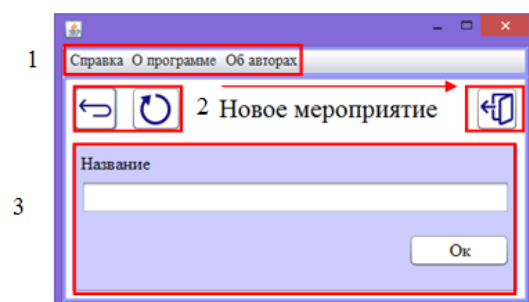 1
Справка О программе Об авторах
2 Новое мероприятие
Название
3
Ок